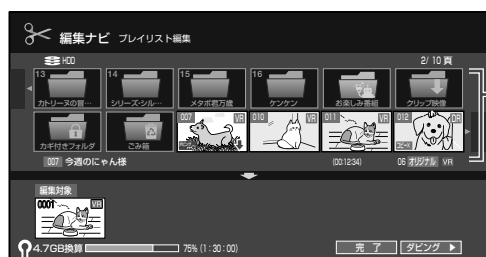 編集ナビ プレイリスト編集
HDD 2/ 10 頁
13 14 15 16
カトリーヌの冒… シリーズ・シル… メタボ君万歳 ケンケン お楽しみ番組 クリップ映像
007 VR 010 VR 011 VR 012 DR
カギ付きフォルダ ごみ箱 コピー×
007 今週のにゃん様 (00:12:34) 06 オリジナル VR
編集対象
0001 VR
4.7GB換算 75% (1:30:00) 完 了 ダビング